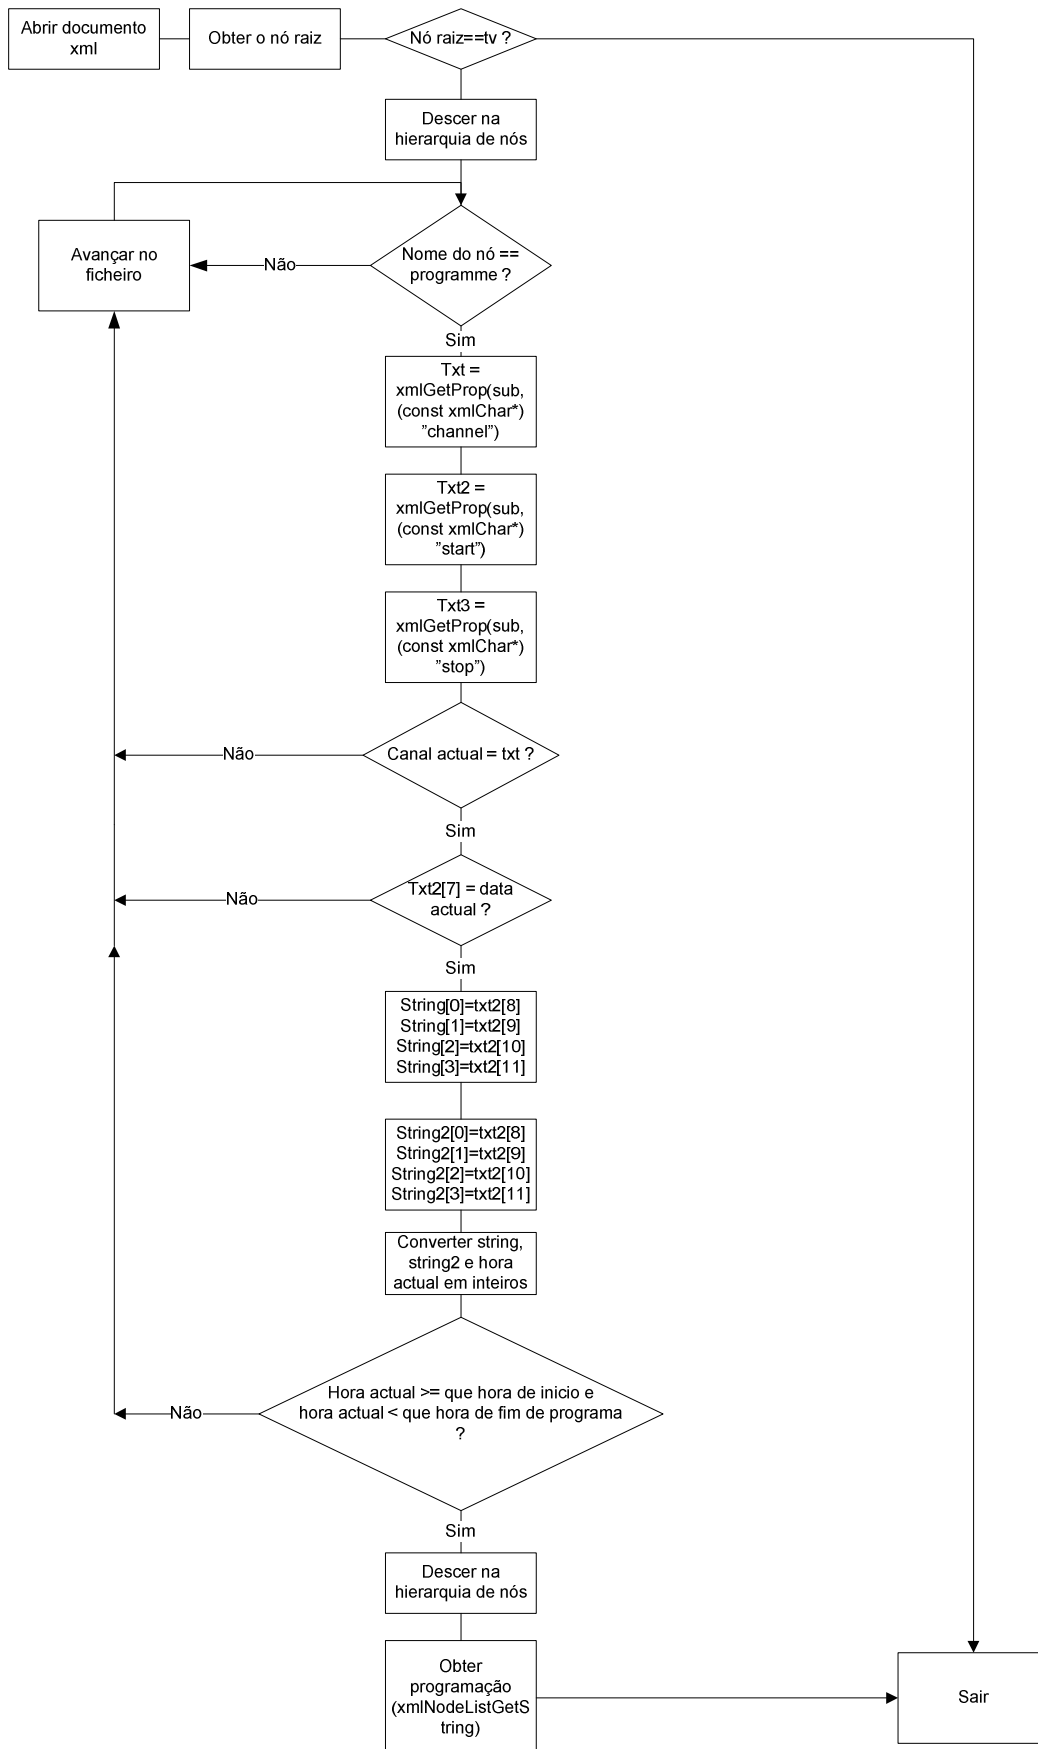 Abrir documento
xml
Obter o nó raiz
Nó raiz==tv ?
Descer na
hierarquia de nós
Avançar no
ficheiro
Não
Nome do nó ==
programme ?
Sim
Txt =
xmlGetProp(sub,
(const xmlChar*)
”channel”)
Txt2 =
xmlGetProp(sub,
(const xmlChar*)
”start”)
Txt3 =
xmlGetProp(sub,
(const xmlChar*)
”stop”)
Não
Canal actual = txt ?
Sim
Não
Txt2[7] = data
actual ?
Sim
String[0]=txt2[8]
String[1]=txt2[9]
String[2]=txt2[10]
String[3]=txt2[11]
String2[0]=txt2[8]
String2[1]=txt2[9]
String2[2]=txt2[10]
String2[3]=txt2[11]
Converter string,
string2 e hora
actual em inteiros
Não
Hora actual >= que hora de inicio e
hora actual < que hora de fim de programa
?
Sim
Descer na
hierarquia de nós
Obter
programação
(xmlNodeListGetS
tring)
Sair